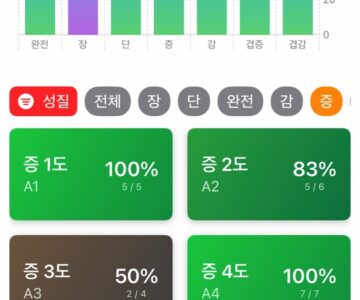 20
0
완전 장 단 증 감 겹증 겹감
성질 전체 장 단 완전 감 증
증 1도
A1
100%
5 / 5
증 2도
A2
83%
5 / 6
증 3도
A3
50%
2 / 4
증 4도
A4
100%
7 / 7